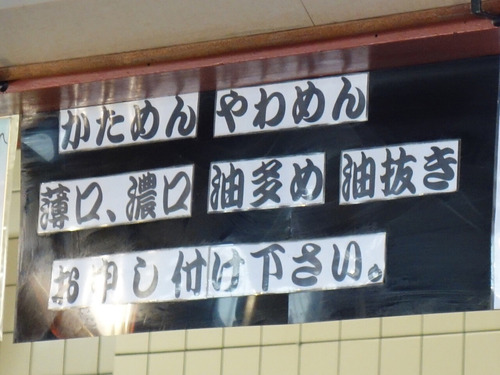 かためん やわめん
薄口、濃口 油多め 油抜き
お申し付け下さい。